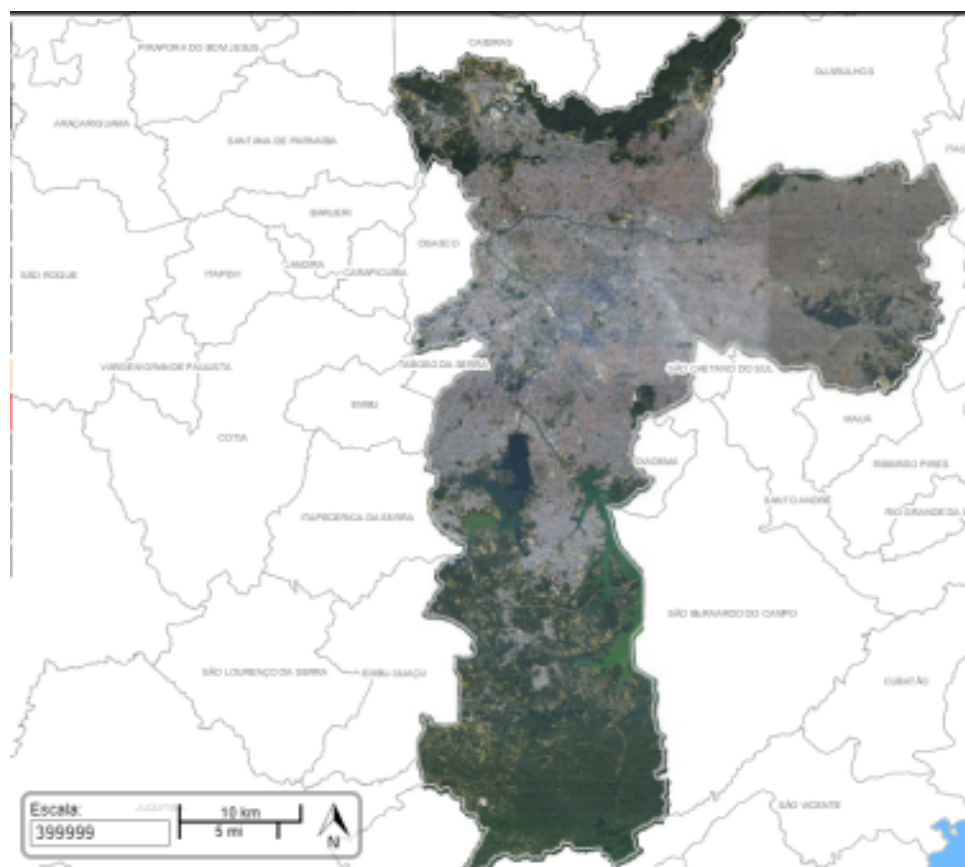 CAIEIRAS
PIRAPORA DO BOM JESUS
GUARULHOS
ARAÇARIGUAMA
SANTANA DE PARNAÍBA
BARUERI
OSASCO
SÃO ROQUE
ITAPEVI
JANDIRA
CARAPICUÍBA
VARGEM GRANDE PAULISTA
TABOÃO DA SERRA
SÃO CAETANO DO SUL
EMBU
MAUÁ
COTIA
DIADEMA
RIBEIRÃO PIRES
SANTO ANDRÉ
RIO GRANDE DA S
ITAPECERICA DA SERRA
SÃO BERNARDO DO CAMPO
SÃO LOURENÇO DA SERRA
EMBU-GUAÇU
CUBATÃO
SÃO VICENTE
Escala:
399999
10 km
5 mi
N